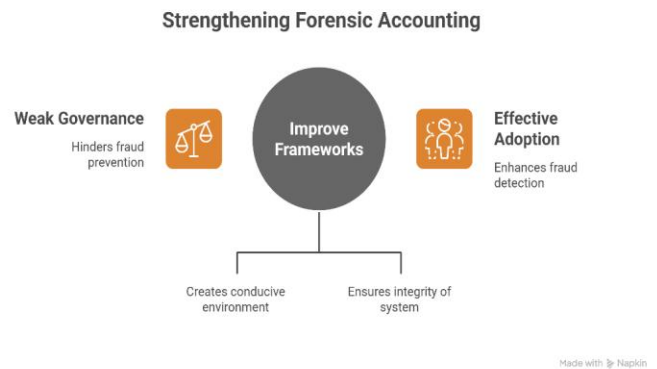 Strengthening Forensic Accounting
Weak Governance
Hinders fraud
prevention
Improve
Frameworks
Effective
Adoption
Enhances fraud
detection
Creates conducive
environment
Ensures integrity of
system
Made with Napkin